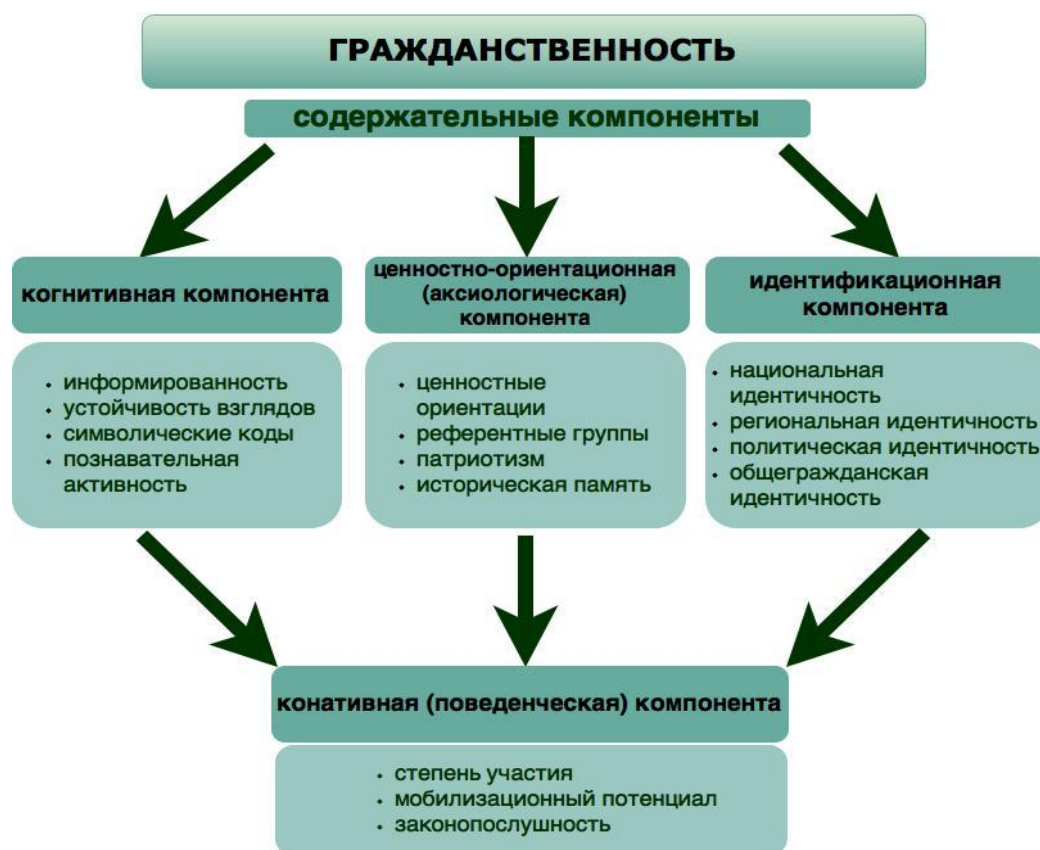 ГРАЖДАНСТВЕННОСТЬ
содержательные компоненты
когнитивная компонента
• информированность
• устойчивость взглядов
• символические коды
• познавательная
активность
ценностно-ориентационная
(аксиологическая)
компонента
• ценностные
ориентации
• референтные группы
• патриотизм
• историческая память
идентификационная
компонента
• национальная
идентичность
• региональная идентичность
• политическая идентичность
• общегражданская
идентичность
конативная (поведенческая) компонента
• степень участия
• мобилизационный потенциал
• законопослушность